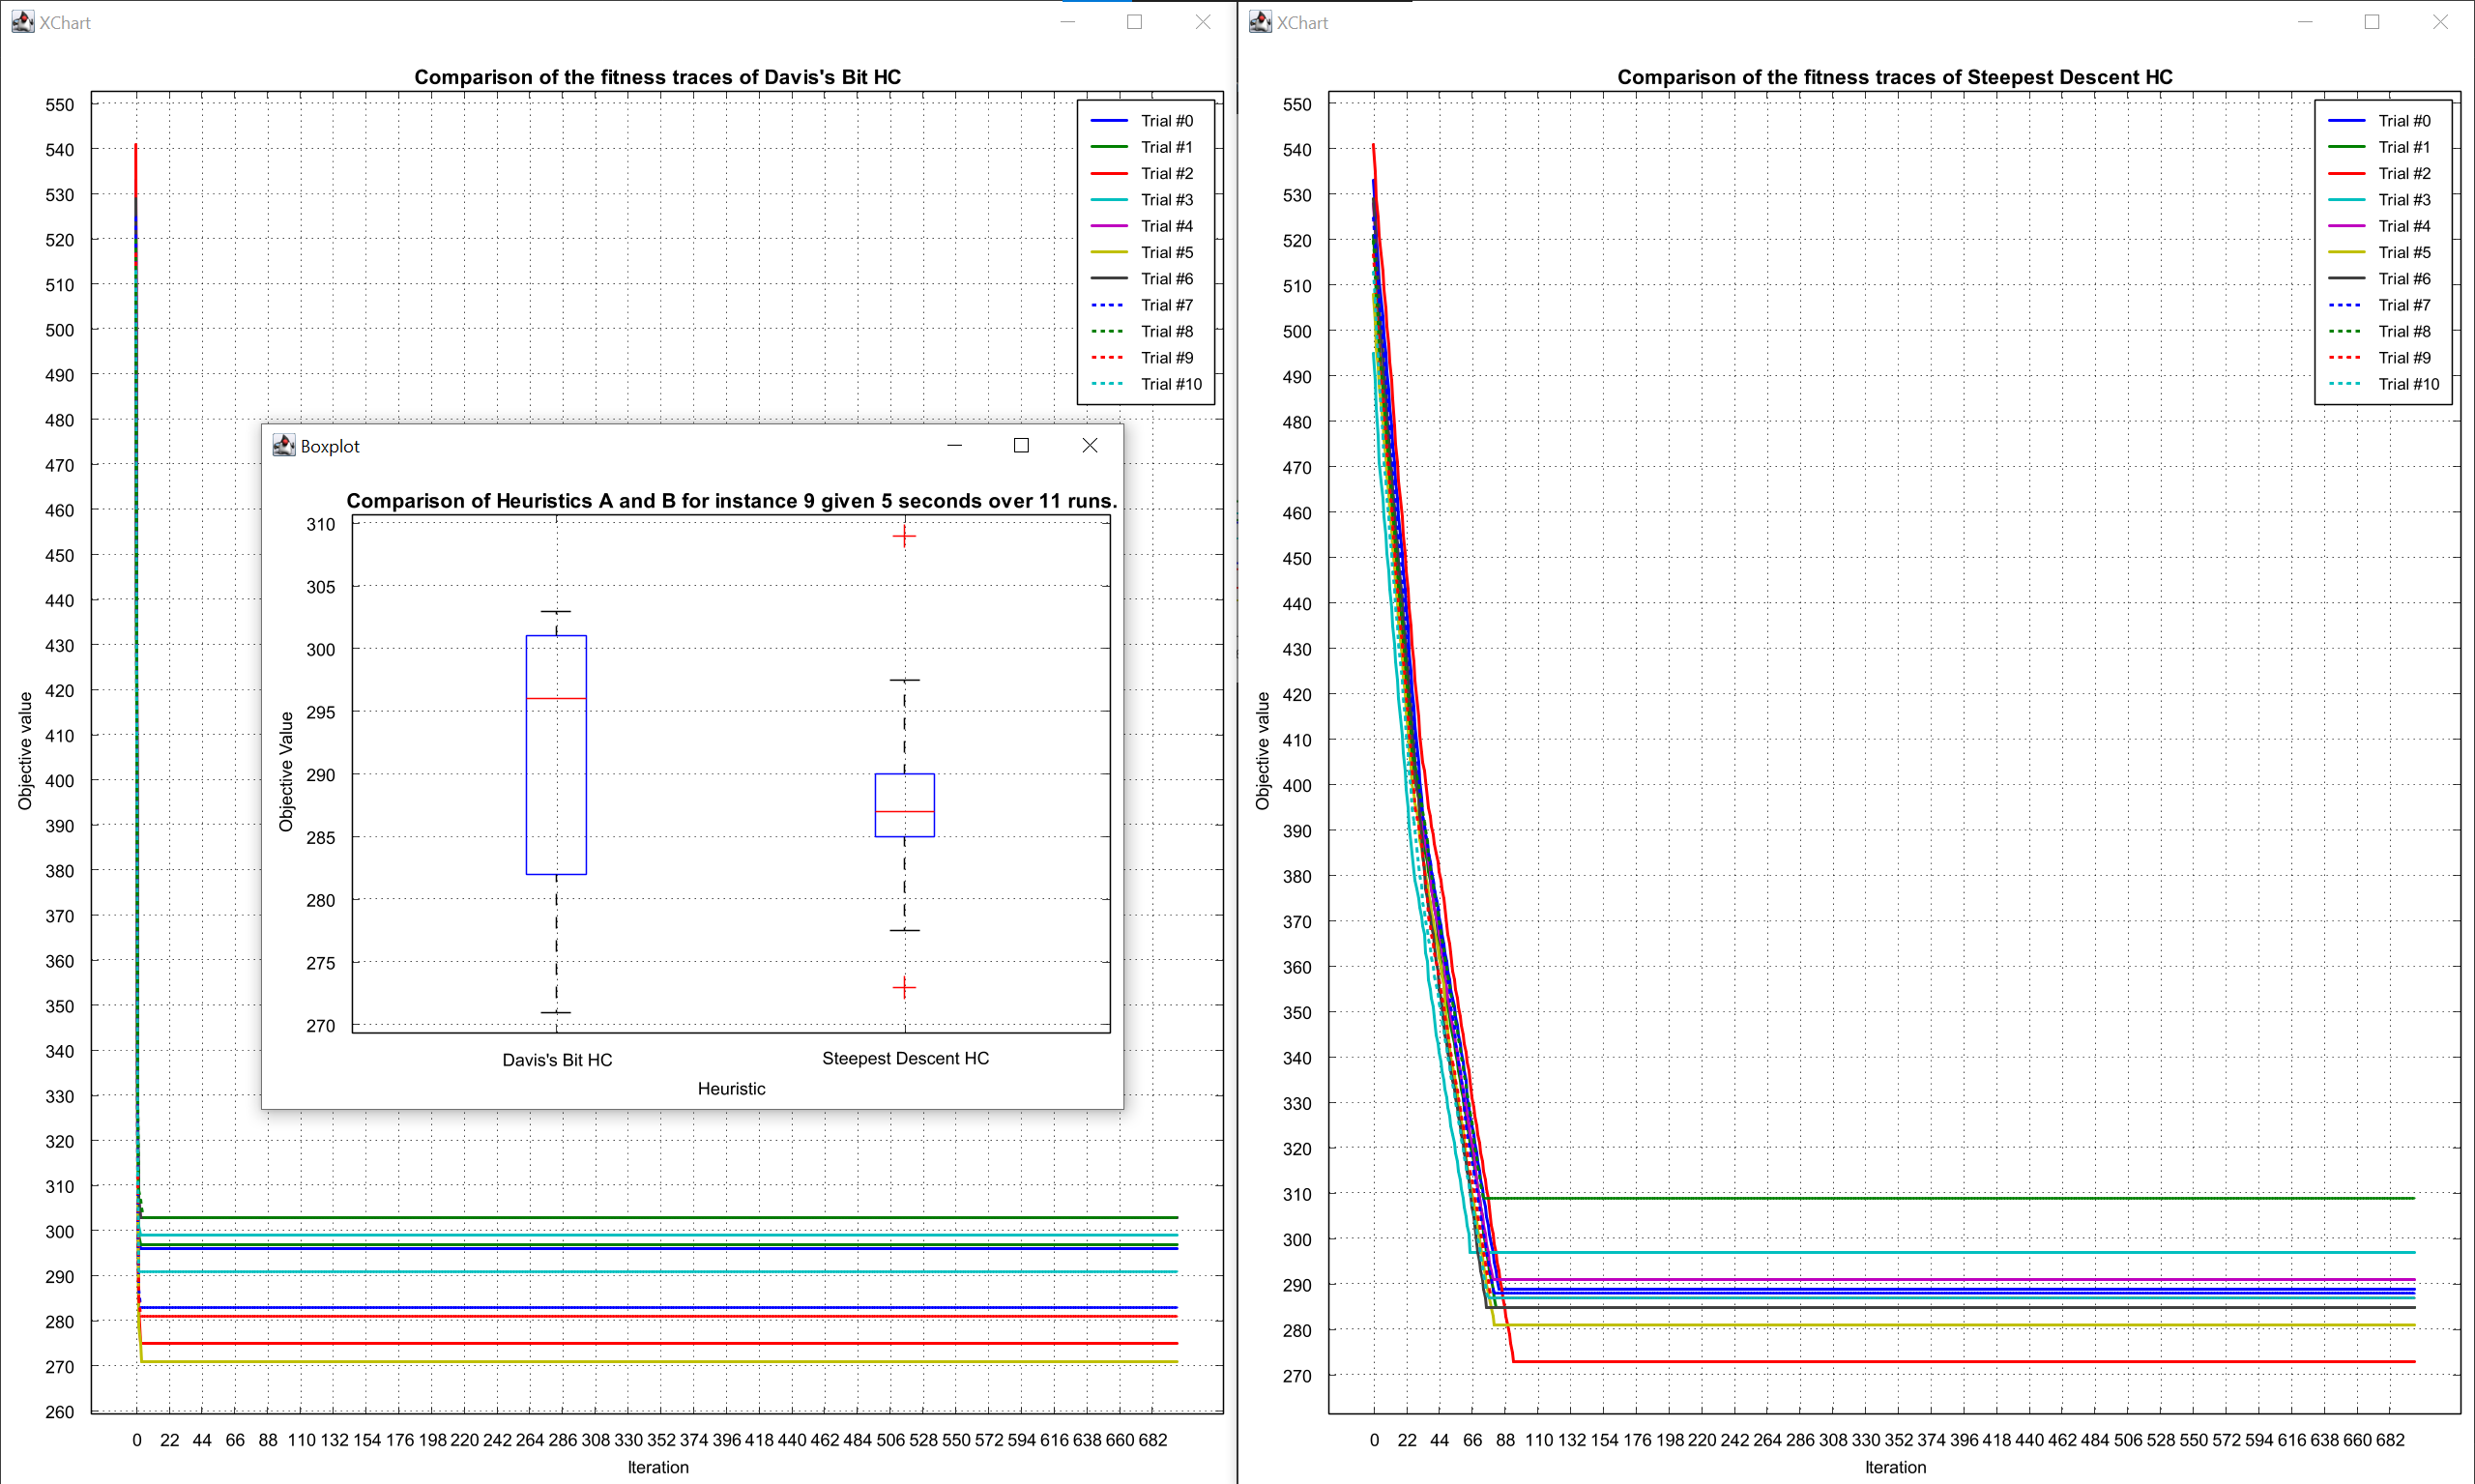 XChart
Comparison of the fitness traces of Davis's Bit HC
550
540
530
520
510
500
490
480
470
460
450
440
430
420
410
400
390
380
370
360
350
340
330
320
310
300
290
280
270
260
Objective value
0 22 44 66 88 110 132 154 176 198 220 242 264 286 308 330 352 374 396 418 440 462 484 506 528 550 572 594 616 638 660 682
Iteration
Trial #0
Trial #1
Trial #2
Trial #3
Trial #4
Trial #5
Trial #6
Trial #7
Trial #8
Trial #9
Trial #10
Boxplot
Comparison of Heuristics A and B for instance 9 given 5 seconds over 11 runs.
310
305
300
295
290
285
280
275
270
Objective Value
Davis's Bit HC
Steepest Descent HC
Heuristic
XChart
Comparison of the fitness traces of Steepest Descent HC
550
540
530
520
510
500
490
480
470
460
450
440
430
420
410
400
390
380
370
360
350
340
330
320
310
300
290
280
270
Objective value
0 22 44 66 88 110 132 154 176 198 220 242 264 286 308 330 352 374 396 418 440 462 484 506 528 550 572 594 616 638 660 682
Iteration
Trial #0
Trial #1
Trial #2
Trial #3
Trial #4
Trial #5
Trial #6
Trial #7
Trial #8
Trial #9
Trial #10